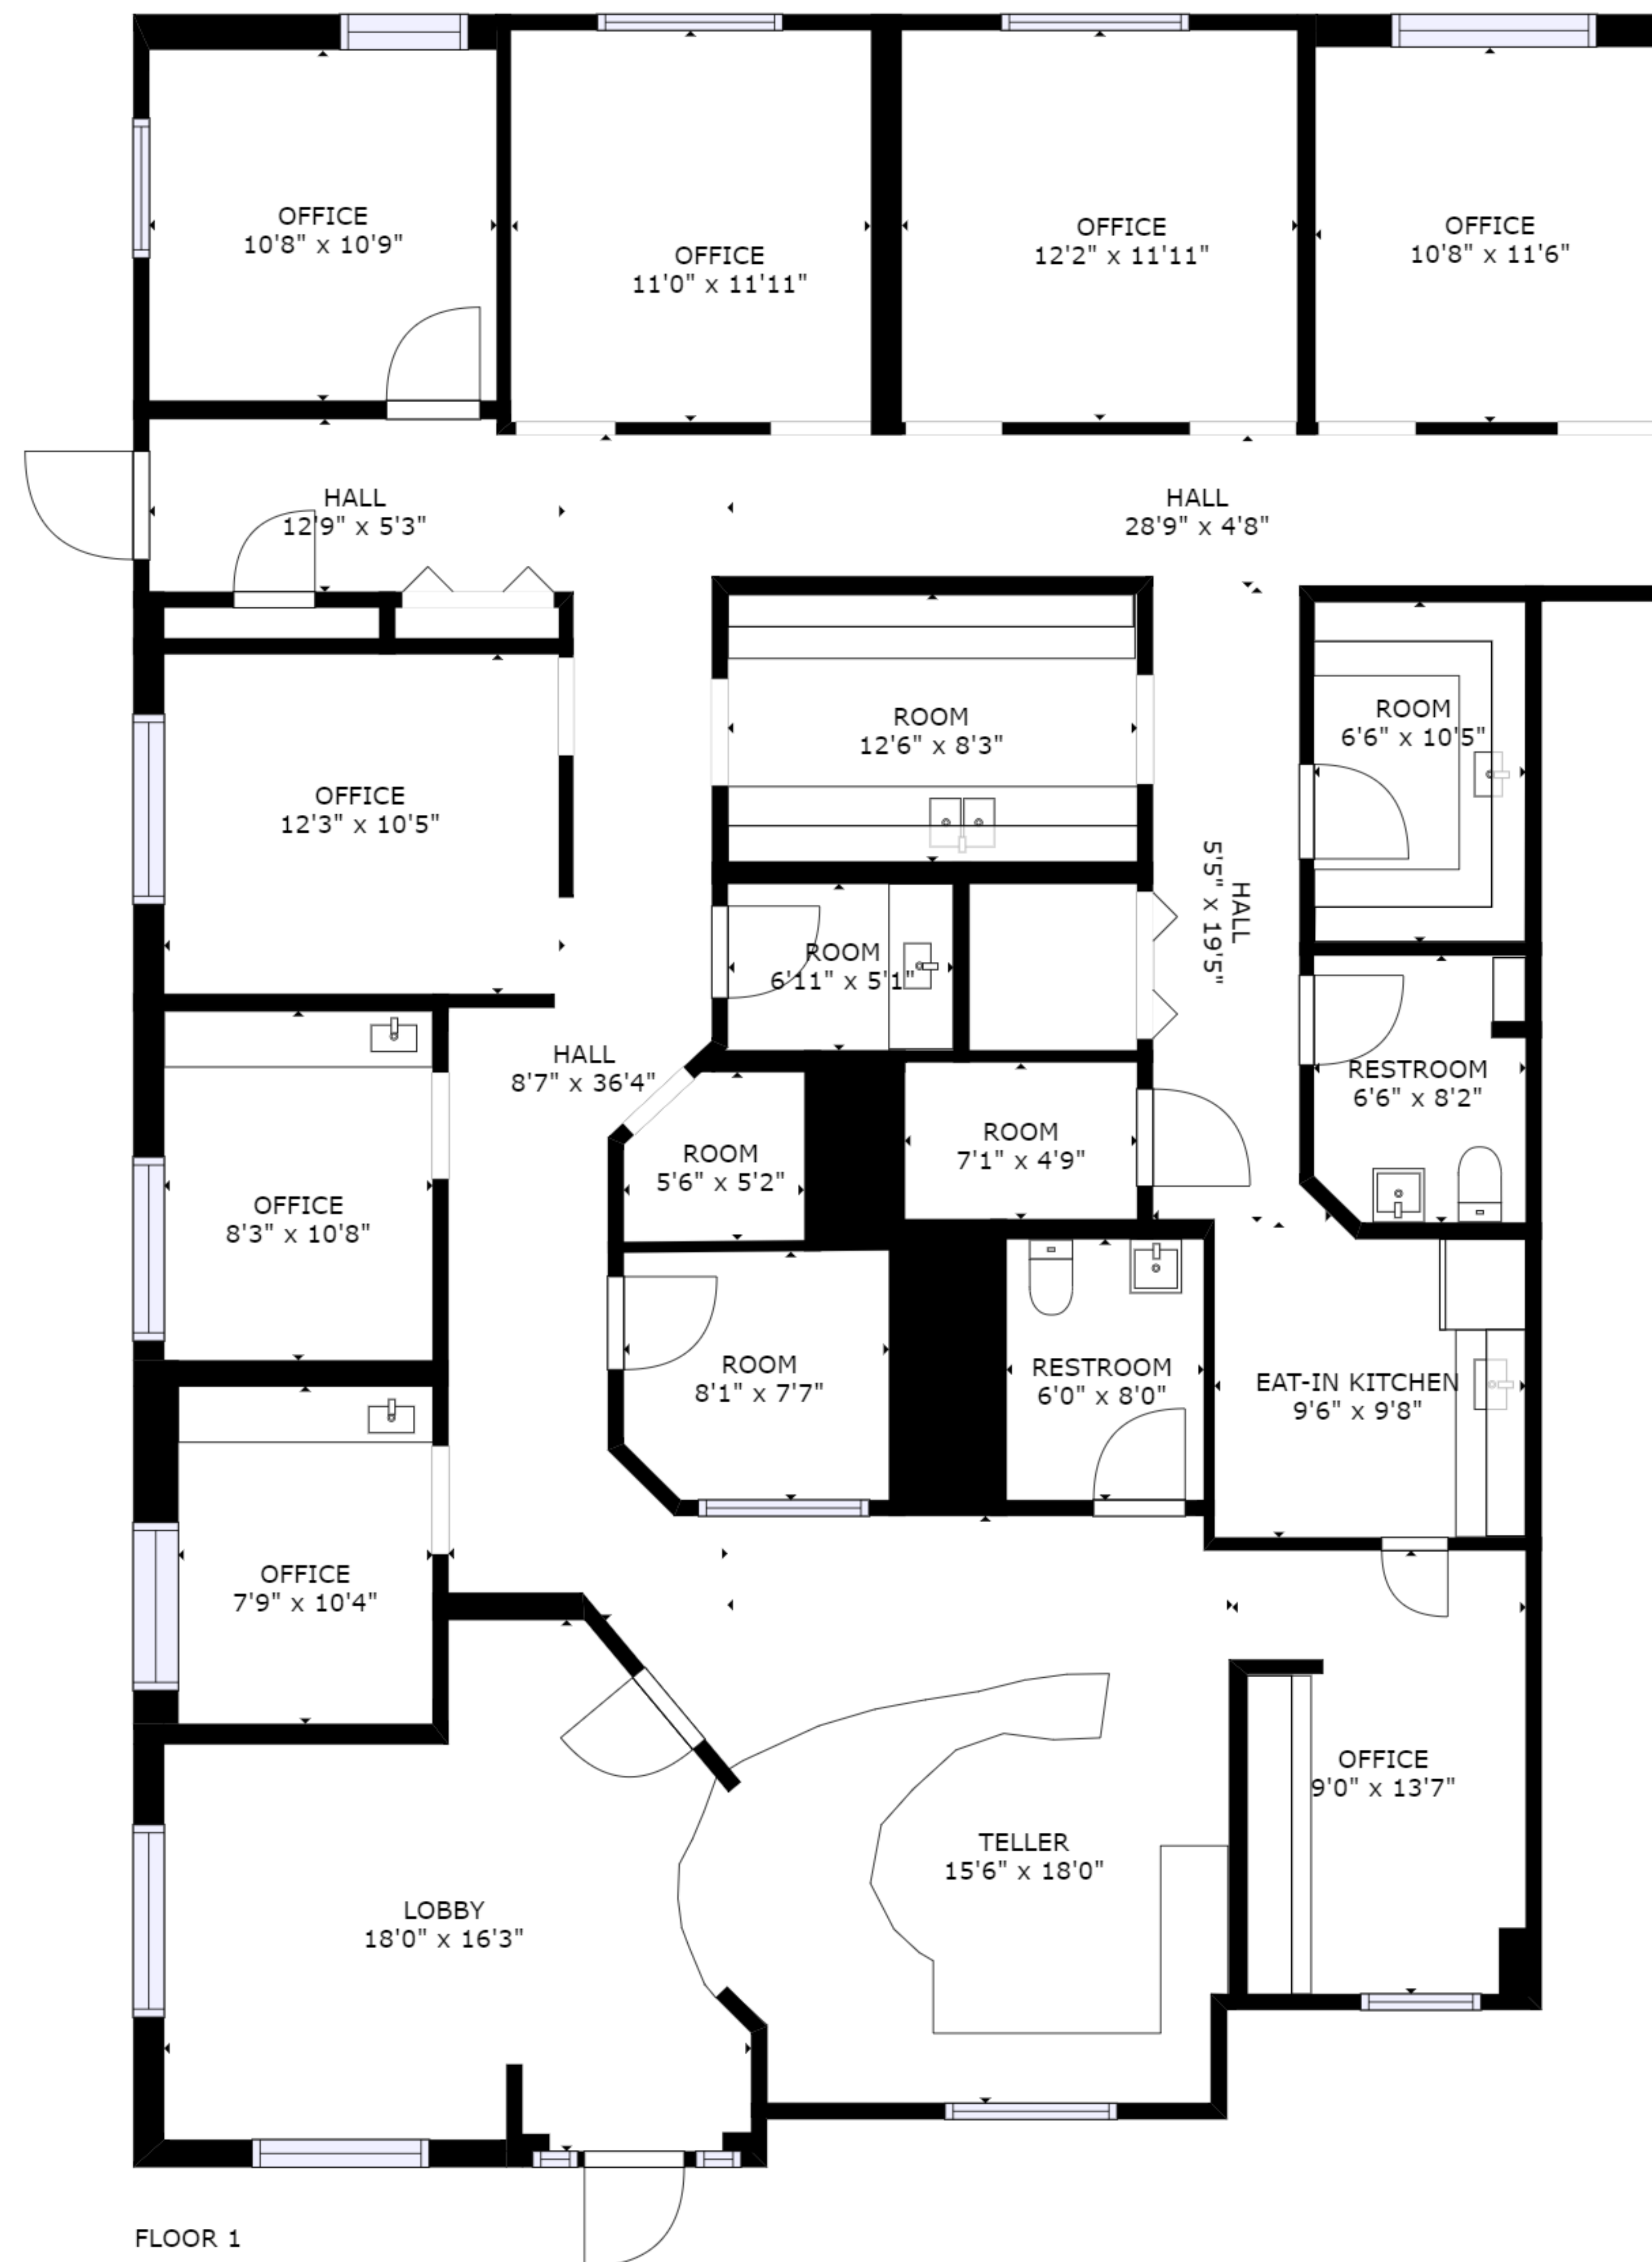 OFFICE
10'8" x 10'9"
OFFICE
11'0" x 11'11"
OFFICE
12'2" x 11'11"
OFFICE
10'8" x 11'6"
HALL
12'9" x 5'3"
HALL
28'9" x 4'8"
ROOM
12'6" x 8'3"
ROOM
6'6" x 10'5"
OFFICE
12'3" x 10'5"
HALL
5'5" x 19'5"
ROOM
6'11" x 5'1"
HALL
8'7" x 36'4"
RESTROOM
6'6" x 8'2"
ROOM
7'1" x 4'9"
ROOM
5'6" x 5'2"
OFFICE
8'3" x 10'8"
ROOM
8'1" x 7'7"
RESTROOM
6'0" x 8'0"
EAT-IN KITCHEN
9'6" x 9'8"
OFFICE
7'9" x 10'4"
OFFICE
9'0" x 13'7"
TELLER
15'6" x 18'0"
LOBBY
18'0" x 16'3"
FLOOR 1